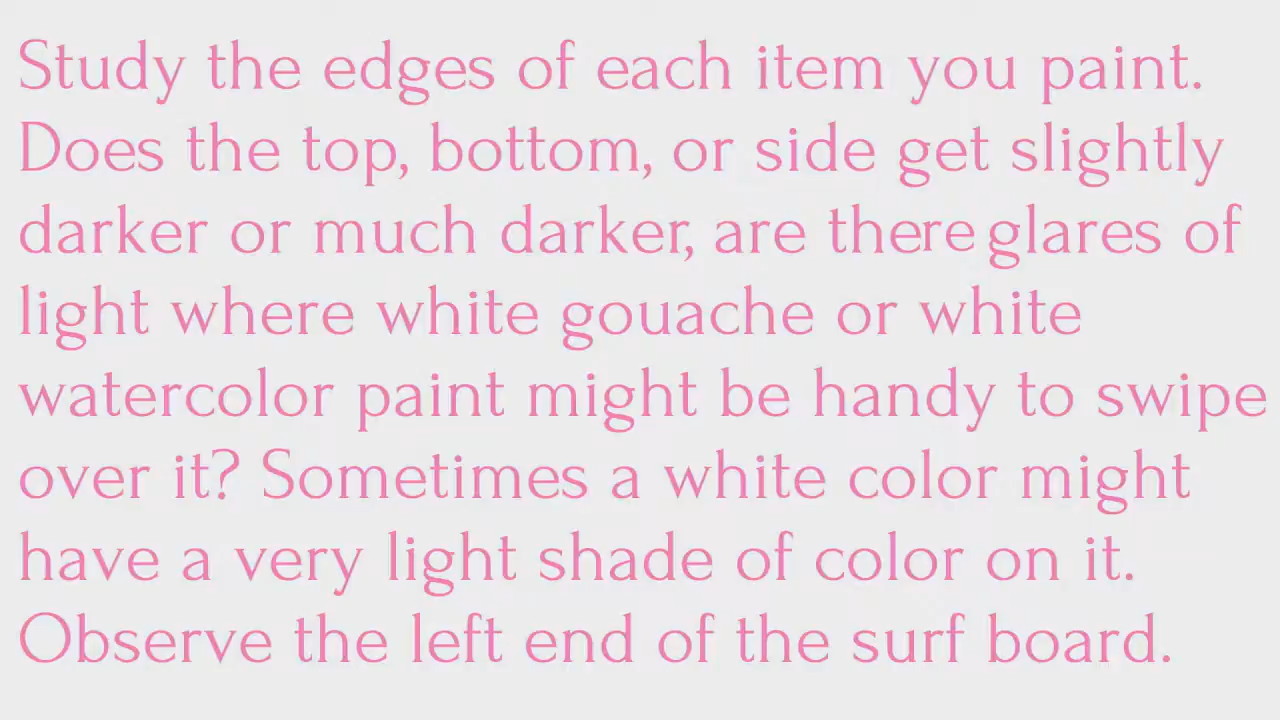 Study the edges of each item you paint.
Does the top, bottom, or side get slightly
darker or much darker, are there glares of
light where white gouache or white
watercolor paint might be handy to swipe
over it? Sometimes a white color might
have a very light shade of color on it.
Observe the left end of the surf board.